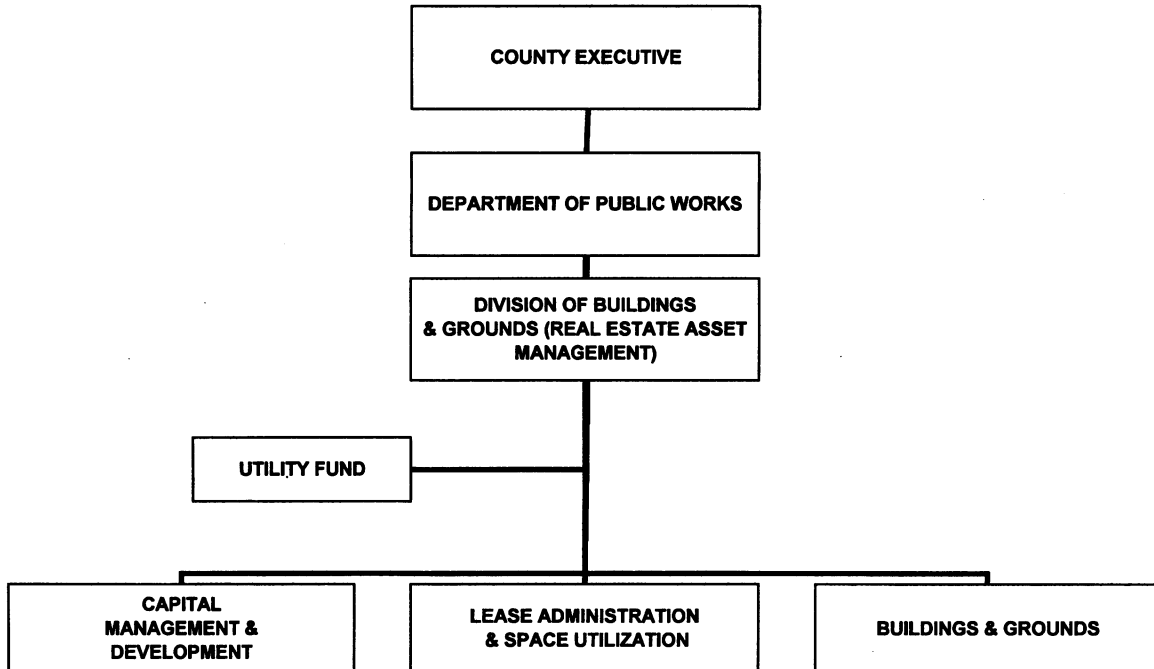 COUNTY EXECUTIVE
DEPARTMENT OF PUBLIC WORKS
DIVISION OF BUILDINGS
& GROUNDS (REAL ESTATE ASSET
MANAGEMENT)
UTILITY FUND
CAPITAL
MANAGEMENT &
DEVELOPMENT
LEASE ADMINISTRATION
& SPACE UTILIZATION
BUILDINGS & GROUNDS